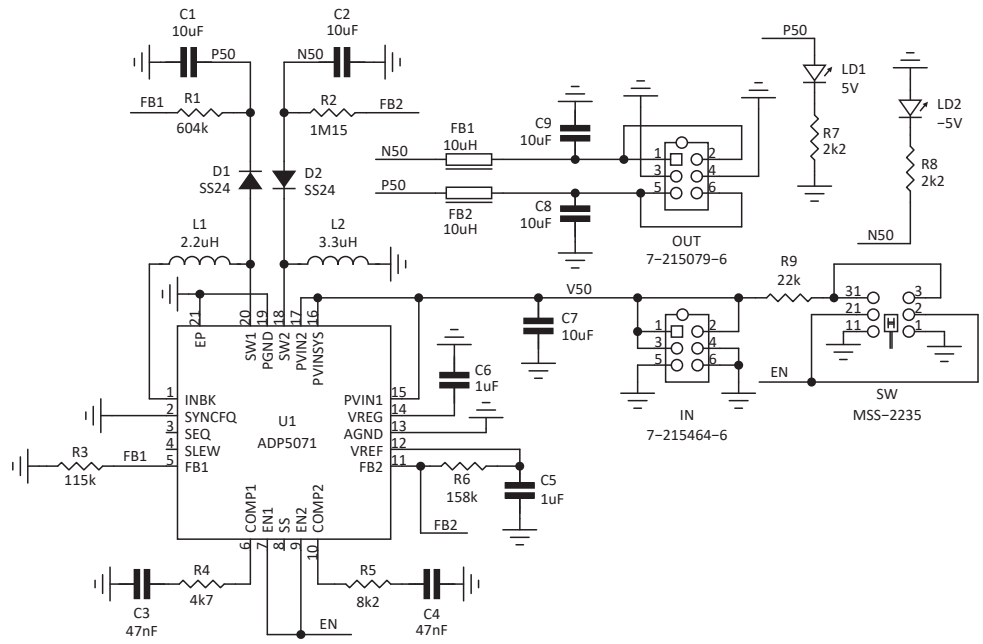 C1
10uF
P50
C2
10uF
N50
P50
LD1
5V
LD2
−5V
FB1
R1
604k
R2
1M15
FB2
R7
2k2
R8
2k2
N50
FB1
10uH
C9
10uF
N50
P50
FB2
10uH
C8
10uF
1 2
3 4
5 6
OUT
7−215079−6
D1
SS24
D2
SS24
L1
2.2uH
L2
3.3uH
R9
22k
V50
C7
10uF
1 2
3 4
5 6
IN
7−215464−6
31 3
21 2
11 1
H
EN
SW
MSS−2235
21 20 19 18 17 16
EP SW1 PGND SW2 PVIN2 PVINSYS
1 INBK
2 SYNCFQ
3 SEQ
4 SLEW
5 FB1
U1
ADP5071
PVIN1 15
VREG 14
AGND 13
VREF 12
FB2 11
C6
1uF
R3
115k
FB1
R6
158k
C5
1uF
FB2
COMP1 EN1 SS EN2 COMP2
6 7 8 9 10
R4
4k7
C3
47nF
R5
8k2
C4
47nF
EN